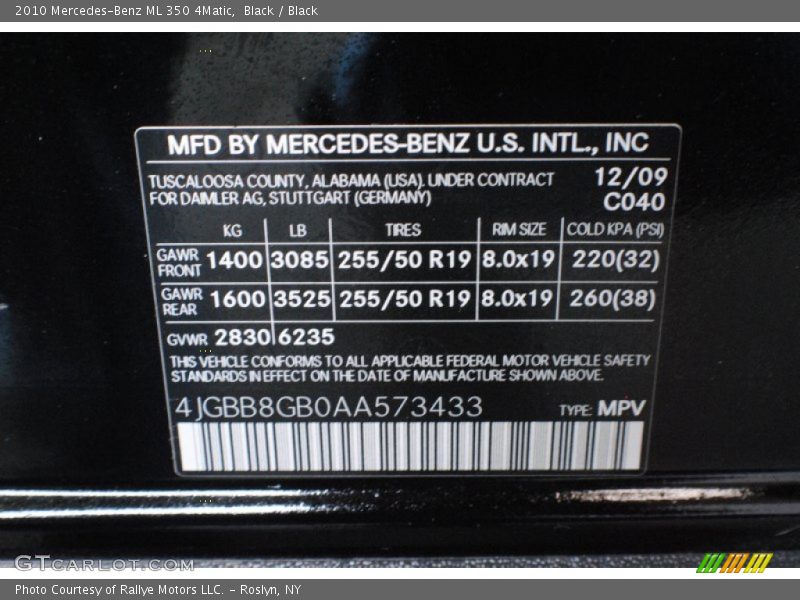 2010 Mercedes-Benz ML 350 4Matic, Black / Black
MFD BY MERCEDES-BENZ U.S. INTL., INC
TUSCALOOSA COUNTY, ALABAMA (USA). UNDER CONTRACT 12/09
FOR DAIMLER AG, STUTTGART (GERMANY) C040
KG LB TIRES RIM SIZE COLD KPA (PSI)
GAWR FRONT 1400 3085 255/50 R19 8.0x19 220(32)
GAWR REAR 1600 3525 255/50 R19 8.0x19 260(38)
GVWR 2830 6235
THIS VEHICLE CONFORMS TO ALL APPLICABLE FEDERAL MOTOR VEHICLE SAFETY
STANDARDS IN EFFECT ON THE DATE OF MANUFACTURE SHOWN ABOVE.
4JGBB8GB0AA573433 TYPE: MPV
GTCARLOT.COM
Photo Courtesy of Rallye Motors LLC. - Roslyn, NY